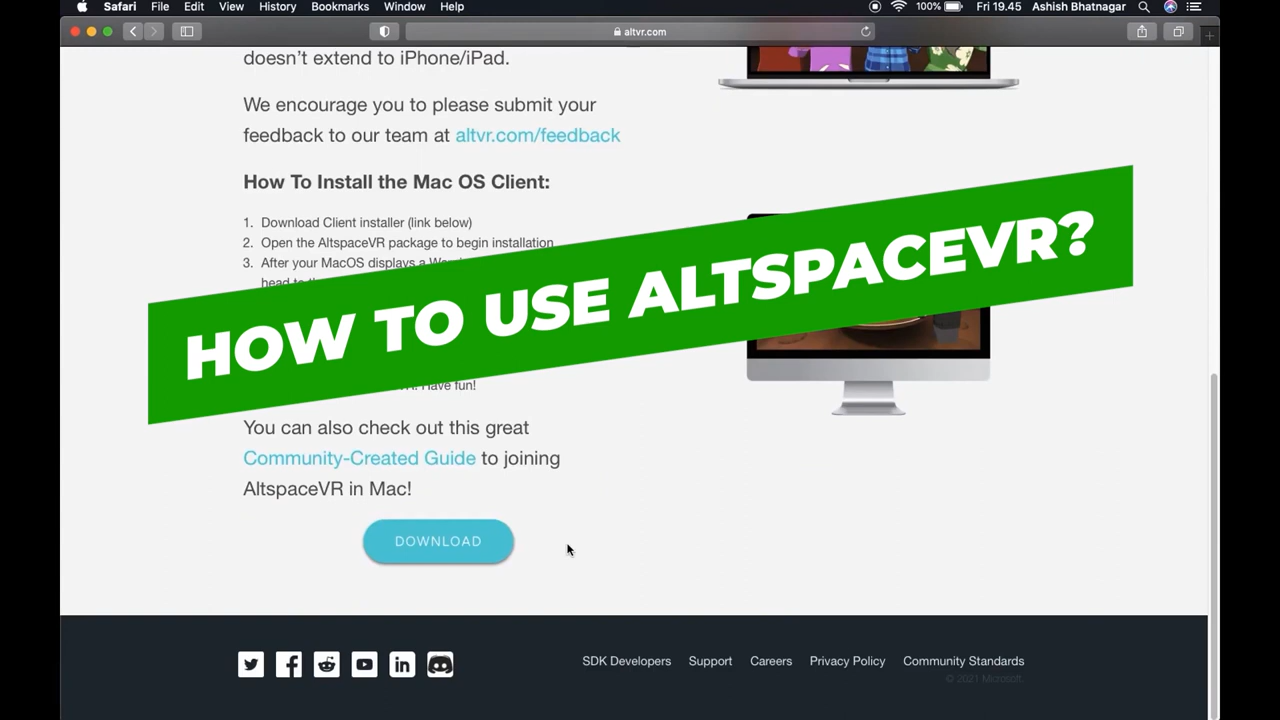 Safari File Edit View History Bookmarks Window Help 100% Fri 19.45 Ashish Bhatnagar
altvr.com
doesn't extend to iPhone/iPad.
We encourage you to please submit your
feedback to our team at altvr.com/feedback
How To Install the Mac OS Client:
1. Download Client installer (link below)
2. Open the AltspaceVR package to begin installation
3. After your MacOS displays a
head to
HOW TO USE ALTSPACEVR?
Have fun!
You can also check out this great
Community-Created Guide to joining
AltspaceVR in Mac!
DOWNLOAD
SDK Developers Support Careers Privacy Policy Community Standards
© 2021 Microsoft.